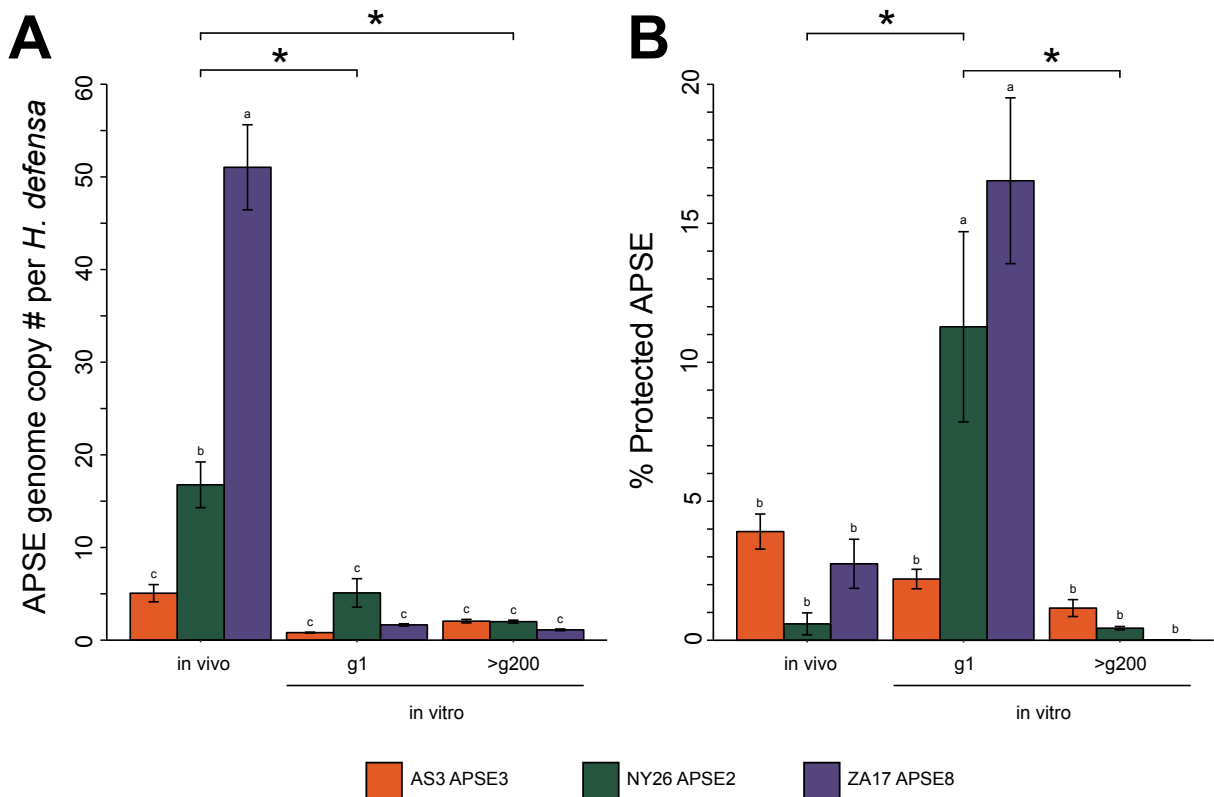 A
*
*
APSE genome copy # per H. defensa
60
50
40
30
20
10
0
c
b
a
c
c
c
c
c
c
in vivo
g1
>g200
in vitro
B
*
*
% Protected APSE
20
15
10
5
0
b
b
b
b
a
a
b
b
b
in vivo
g1
>g200
in vitro
AS3 APSE3
NY26 APSE2
ZA17 APSE8